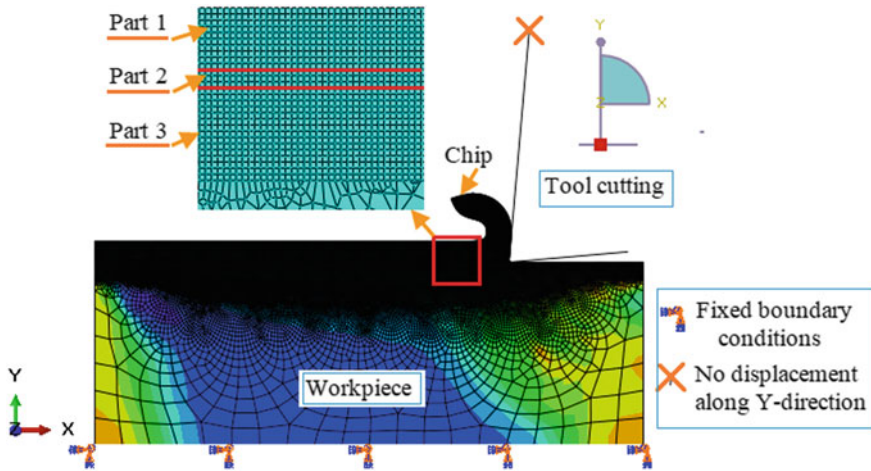 Part 1
Part 2
Part 3
Chip
Y
Z
X
Tool cutting
Fixed boundary
conditions
No displacement
along Y-direction
Workpiece
Y
Z
X